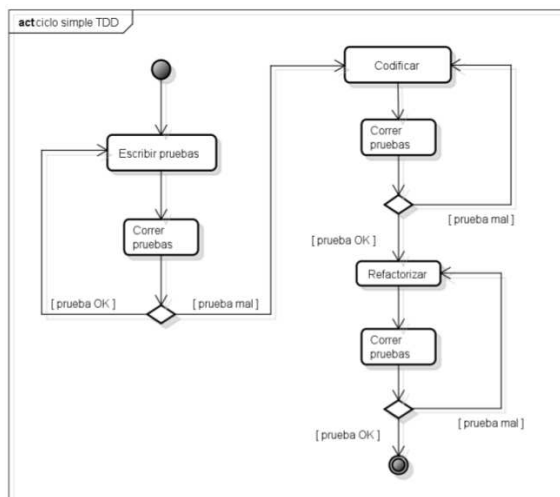 act ciclo simple TDD
Escribir pruebas
Correr
pruebas
[ prueba OK ]
[ prueba mal ]
Codificar
Correr
pruebas
[ prueba mal ]
[ prueba OK ]
Refactorizar
Correr
pruebas
[ prueba mal ]
[ prueba OK ]